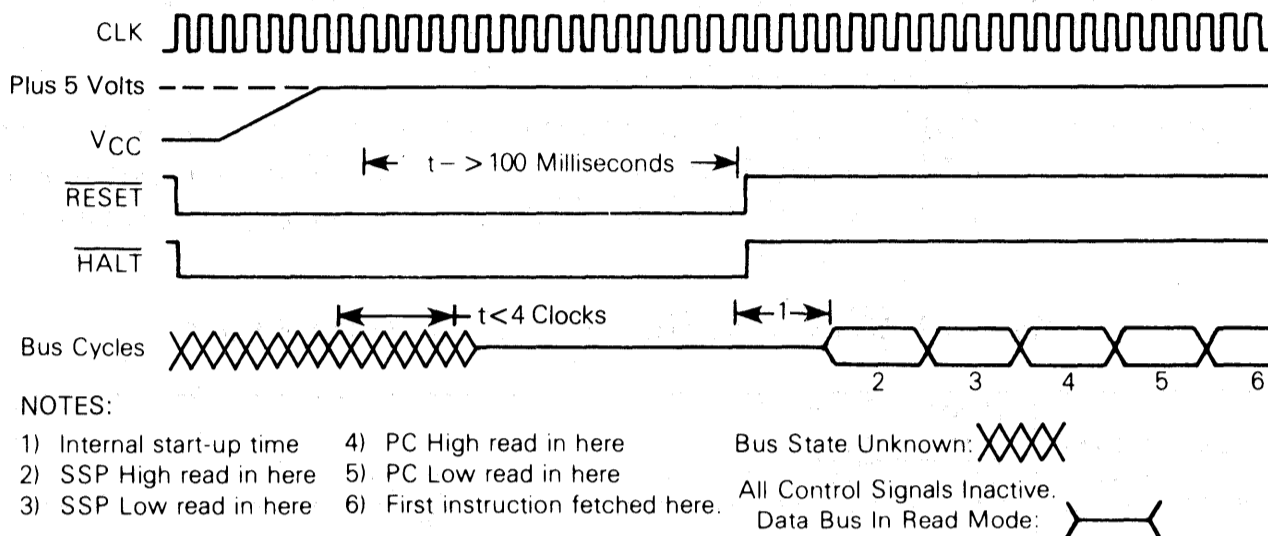 CLK
Plus 5 Volts
VCC
t - > 100 Milliseconds
RESET
HALT
t<4 Clocks
1
Bus Cycles
2 3 4 5 6
NOTES:
1) Internal start-up time
2) SSP High read in here
3) SSP Low read in here
4) PC High read in here
5) PC Low read in here
6) First instruction fetched here.
Bus State Unknown:
All Control Signals Inactive.
Data Bus In Read Mode: